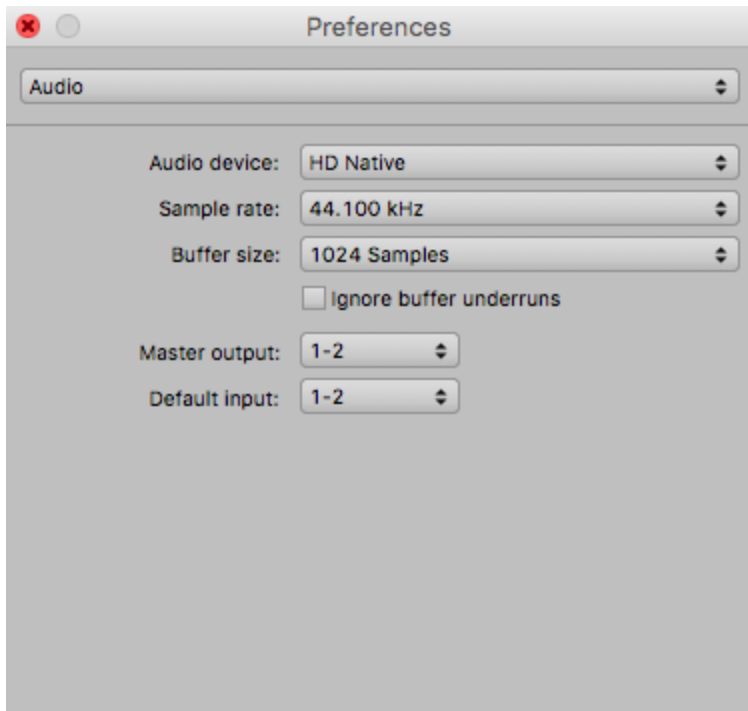 Preferences
Audio
Audio device: HD Native
Sample rate: 44.100 kHz
Buffer size: 1024 Samples
Ignore buffer underruns
Master output: 1-2
Default input: 1-2